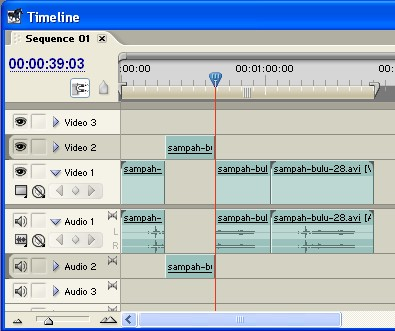 Timeline
Sequence 01
00:00:39:03
:00:00
00:01:00:00
00:
Video 3
Video 2
sampah-bu
Video 1
sampah-
sampah-bul
sampah-bulu-28.avi [V
Audio 1
sampah-
sampah-bul
sampah-bulu-28.avi [A
L
R
Audio 2
sampah-bu
Audio 3